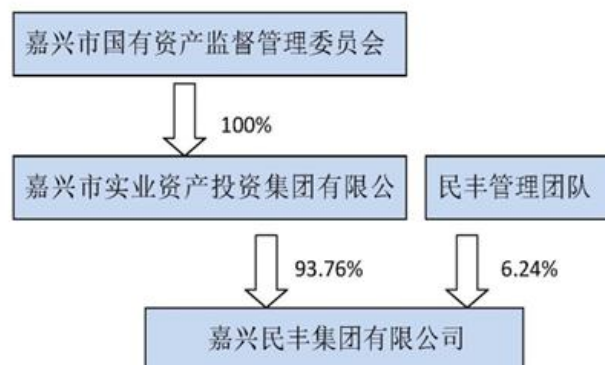 嘉兴市国有资产监督管理委员会
100%
嘉兴市实业资产投资集团有限公
民丰管理团队
93.76%
6.24%
嘉兴民丰集团有限公司